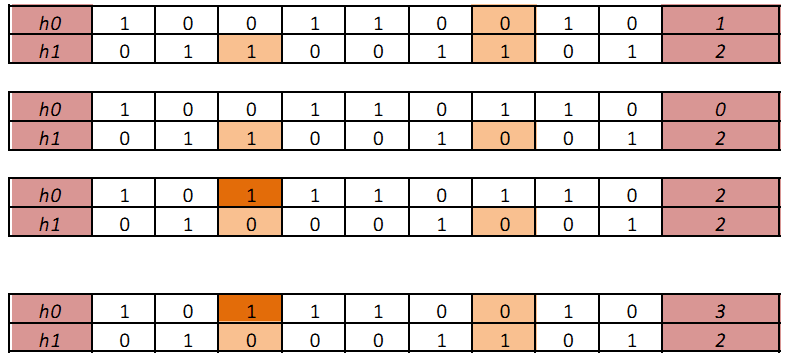 h0 1 0 0 1 1 0 0 1 0 1
h1 0 1 1 0 0 1 1 0 1 2
h0 1 0 0 1 1 0 1 1 0 0
h1 0 1 1 0 0 1 0 0 1 2
h0 1 0 1 1 1 0 1 1 0 2
h1 0 1 0 0 0 1 0 0 1 2
h0 1 0 1 1 1 0 0 1 0 3
h1 0 1 0 0 0 1 1 0 1 2